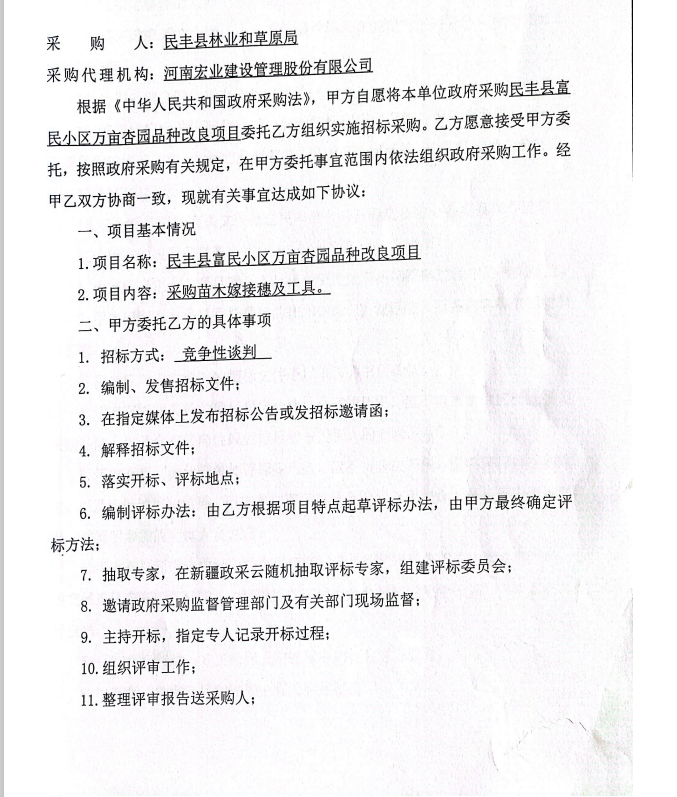 采 购 人：民丰县林业和草原局
采购代理机构：河南宏业建设管理股份有限公司
根据《中华人民共和国政府采购法》，甲方自愿将本单位政府采购民丰县富
民小区万亩杏园品种改良项目委托乙方组织实施招标采购。乙方愿意接受甲方委
托，按照政府采购有关规定，在甲方委托事宜范围内依法组织政府采购工作。经
甲乙双方协商一致，现就有关事宜达成如下协议：
一、项目基本情况
1.项目名称：民丰县富民小区万亩杏园品种改良项目
2.项目内容：采购苗木嫁接穗及工具。
二、甲方委托乙方的具体事项
1. 招标方式： 竞争性谈判
2. 编制、发售招标文件；
3. 在指定媒体上发布招标公告或发招标邀请函；
4. 解释招标文件；
5. 落实开标、评标地点；
6. 编制评标办法：由乙方根据项目特点起草评标办法，由甲方最终确定评
标方法；
7. 抽取专家，在新疆政采云随机抽取评标专家，组建评标委员会；
8. 邀请政府采购监督管理部门及有关部门现场监督；
9. 主持开标，指定专人记录开标过程；
10.组织评审工作；
11.整理评审报告送采购人；